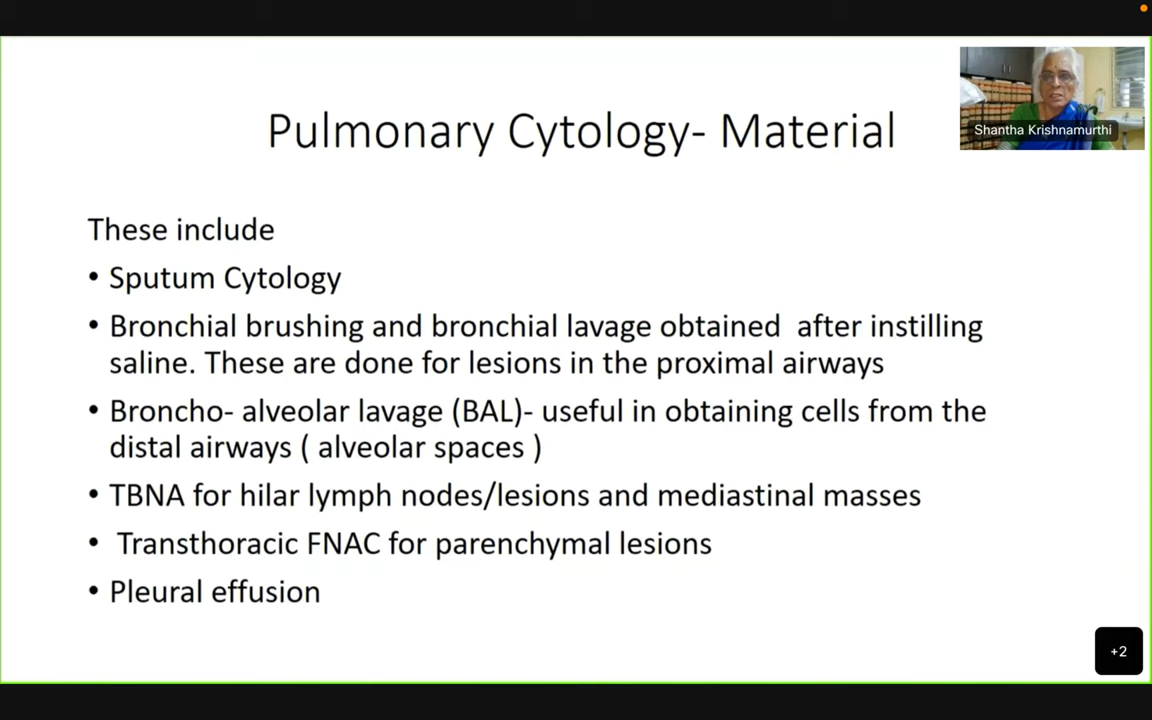 Shantha Krishnamurthi
Pulmonary Cytology- Material
These include
• Sputum Cytology
• Bronchial brushing and bronchial lavage obtained after instilling
saline. These are done for lesions in the proximal airways
• Broncho- alveolar lavage (BAL)- useful in obtaining cells from the
distal airways ( alveolar spaces )
• TBNA for hilar lymph nodes/lesions and mediastinal masses
• Transthoracic FNAC for parenchymal lesions
• Pleural effusion
+2